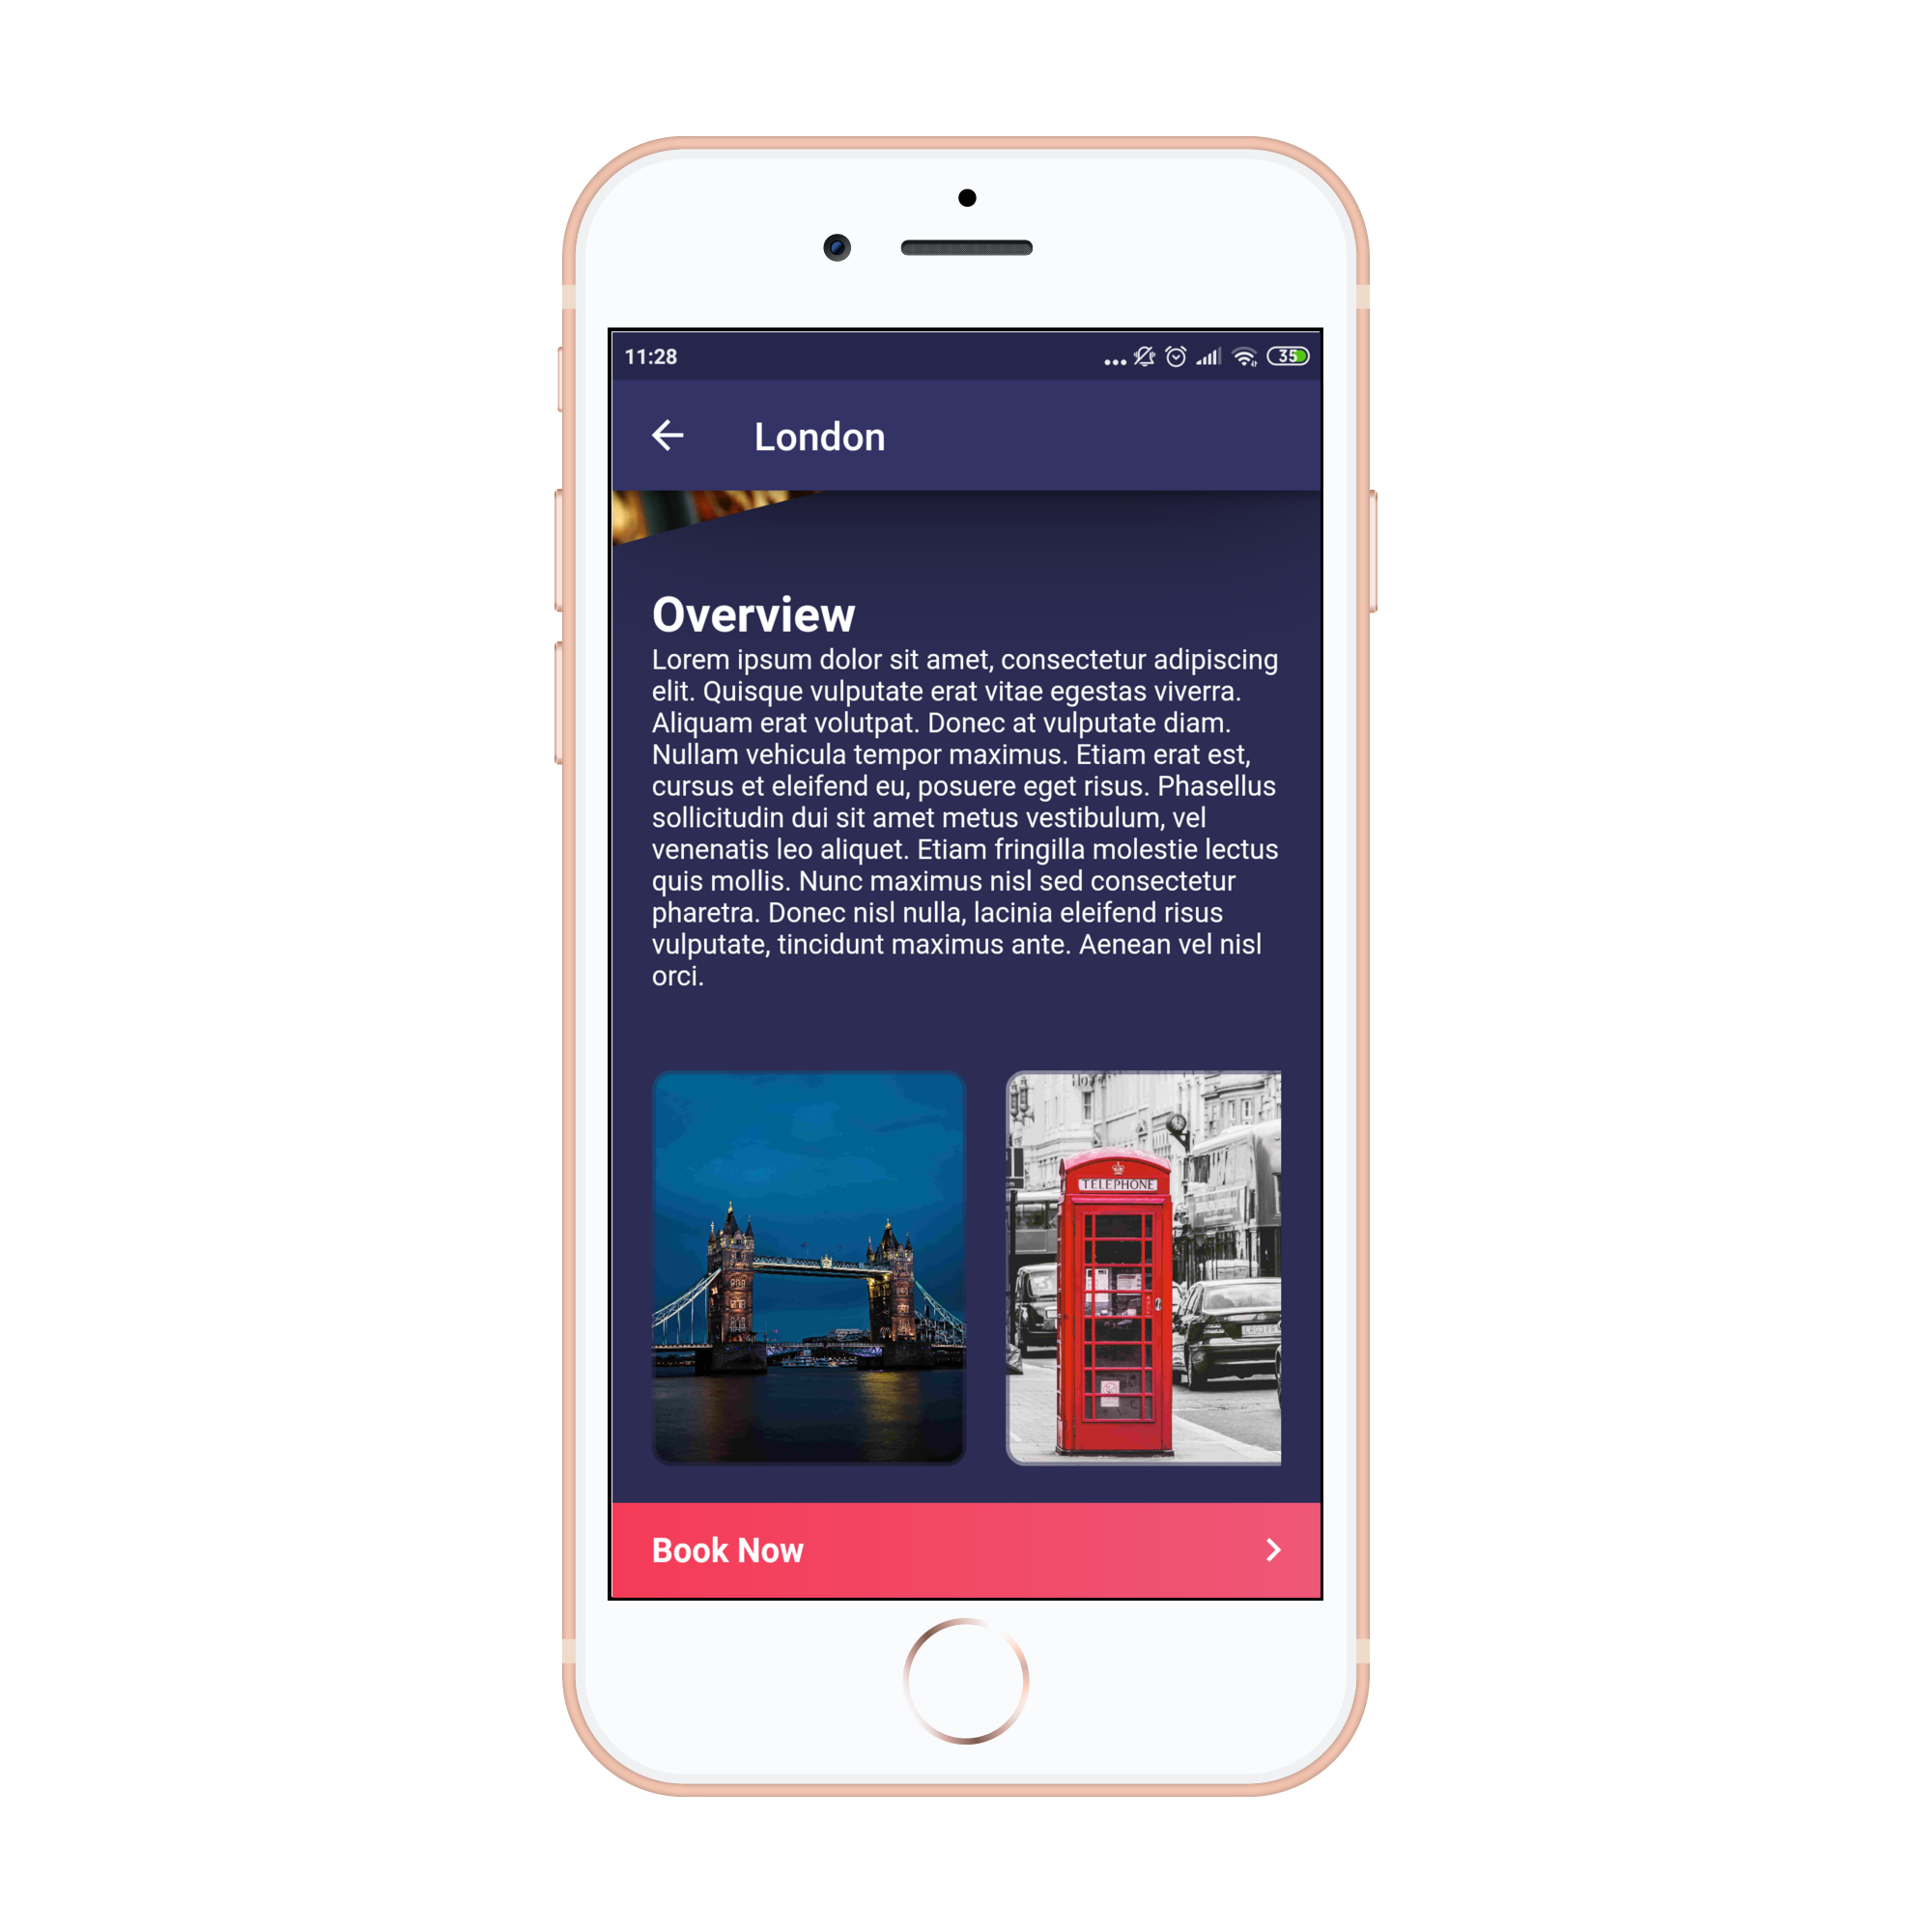 11:28
35
London
Overview
Lorem ipsum dolor sit amet, consectetur adipiscing
elit. Quisque vulputate erat vitae egestas viverra.
Aliquam erat volutpat. Donec at vulputate diam.
Nullam vehicula tempor maximus. Etiam erat est,
cursus et eleifend eu, posuere eget risus. Phasellus
sollicitudin dui sit amet metus vestibulum, vel
venenatis leo aliquet. Etiam fringilla molestie lectus
quis mollis. Nunc maximus nisl sed consectetur
pharetra. Donec nisl nulla, lacinia eleifend risus
vulputate, tincidunt maximus ante. Aenean vel nisl
orci.
TELEPHONE
Book Now